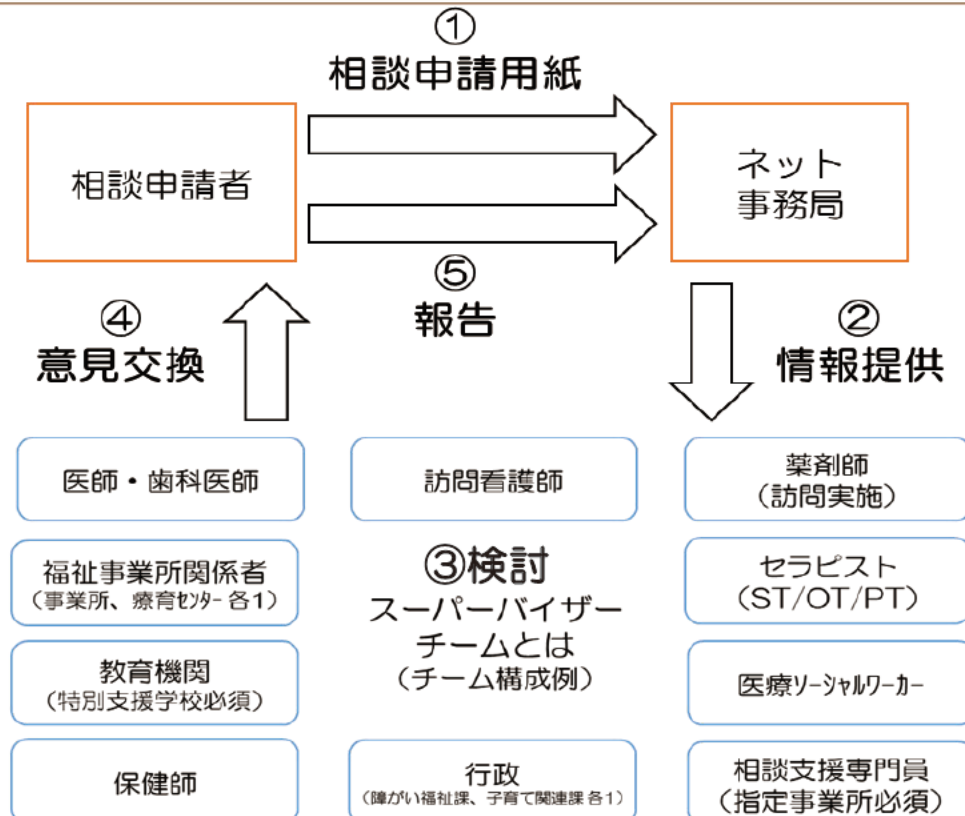 ①
相談申請用紙
相談申請者
ネット
事務局
⑤
報告
④
意見交換
②
情報提供
医師・歯科医師
訪問看護師
薬剤師
（訪問実施）
福祉事業所関係者
（事業所、療育ｾﾝﾀｰ 各1）
③検討
スーパーバイザー
チームとは
（チーム構成例）
セラピスト
（ST/OT/PT）
教育機関
（特別支援学校必須）
医療ｿｰｼｬﾙﾜｰｶｰ
保健師
行政
（障がい福祉課、子育て関連課 各1）
相談支援専門員
（指定事業所必須）